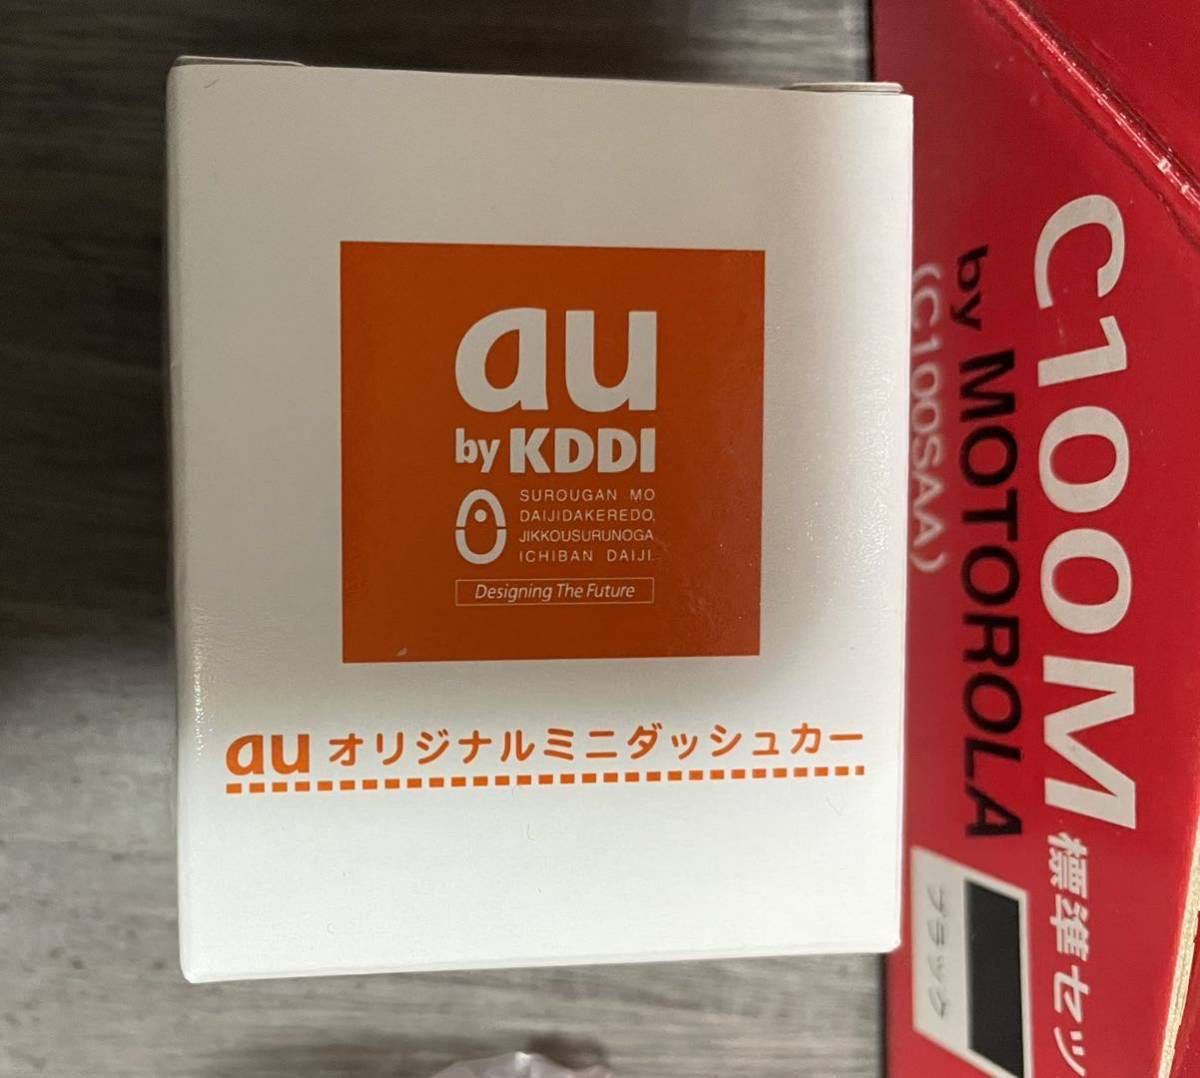 au
by KDDI
SUROUGAN MO
DAIJIDAKEREDO,
JIKKOUSURUNOGA
ICHIBAN DAIJI.
Designing The Future
au オリジナルミニダッシュカー
C100M 標準セッ
by MOTOROLA
(C100SAA)
ブラック